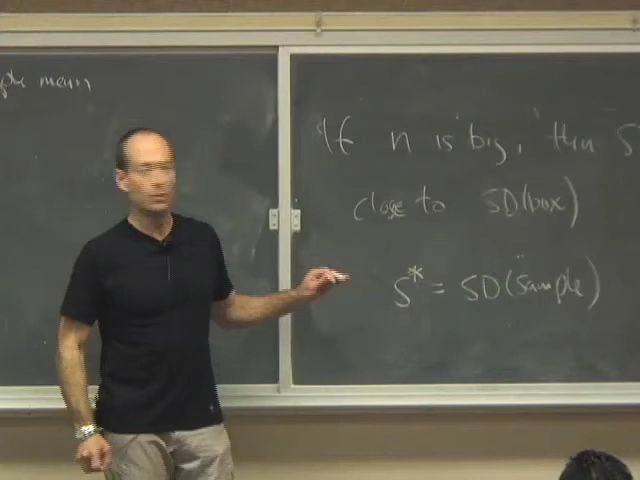 mean
If n is "big," then S
close to SD(box)
S* = SD(sample)